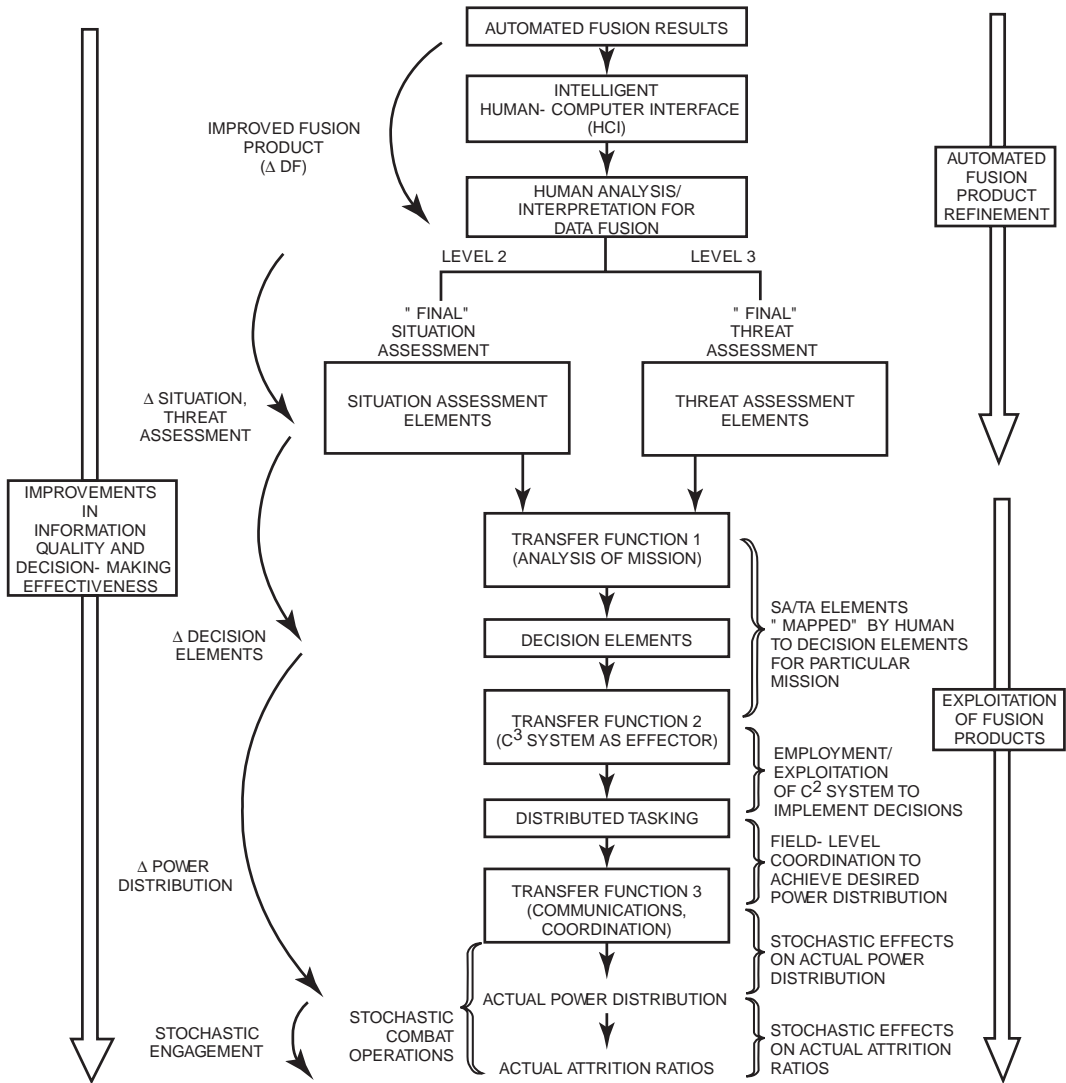 AUTOMATED FUSION RESULTS
INTELLIGENT
HUMAN- COMPUTER INTERFACE
(HCI)
IMPROVED FUSION
PRODUCT
(Δ DF)
AUTOMATED
FUSION
PRODUCT
REFINEMENT
HUMAN ANALYSIS/
INTERPRETATION FOR
DATA FUSION
LEVEL 2
LEVEL 3
" FINAL"
SITUATION
ASSESSMENT
" FINAL"
THREAT
ASSESSMENT
SITUATION ASSESSMENT
ELEMENTS
THREAT ASSESSMENT
ELEMENTS
Δ SITUATION,
THREAT
ASSESSMENT
IMPROVEMENTS
IN
INFORMATION
QUALITY AND
DECISION- MAKING
EFFECTIVENESS
TRANSFER FUNCTION 1
(ANALYSIS OF MISSION)
SA/TA ELEMENTS
" MAPPED" BY HUMAN
TO DECISION ELEMENTS
FOR PARTICULAR
MISSION
Δ DECISION
ELEMENTS
DECISION ELEMENTS
TRANSFER FUNCTION 2
(C³ SYSTEM AS EFFECTOR)
EXPLOITATION
OF FUSION
PRODUCTS
EMPLOYMENT/
EXPLOITATION
OF C² SYSTEM TO
IMPLEMENT DECISIONS
DISTRIBUTED TASKING
FIELD- LEVEL
COORDINATION TO
ACHIEVE DESIRED
POWER DISTRIBUTION
Δ POWER
DISTRIBUTION
TRANSFER FUNCTION 3
(COMMUNICATIONS,
COORDINATION)
STOCHASTIC EFFECTS
ON ACTUAL POWER
DISTRIBUTION
ACTUAL POWER DISTRIBUTION
STOCHASTIC
COMBAT
OPERATIONS
STOCHASTIC
ENGAGEMENT
STOCHASTIC EFFECTS
ON ACTUAL ATTRITION
RATIOS
ACTUAL ATTRITION RATIOS